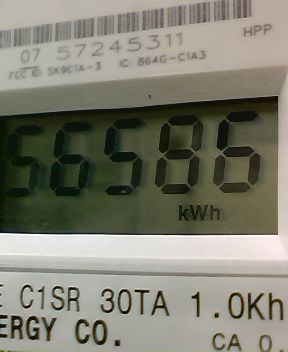 07 57245311
HPP
FCC ID: SK9C1A-3 IC: 864G-C1A3
56586
kWh
E C1SR 30TA 1.0Kh
ERGY CO.
CA 0.